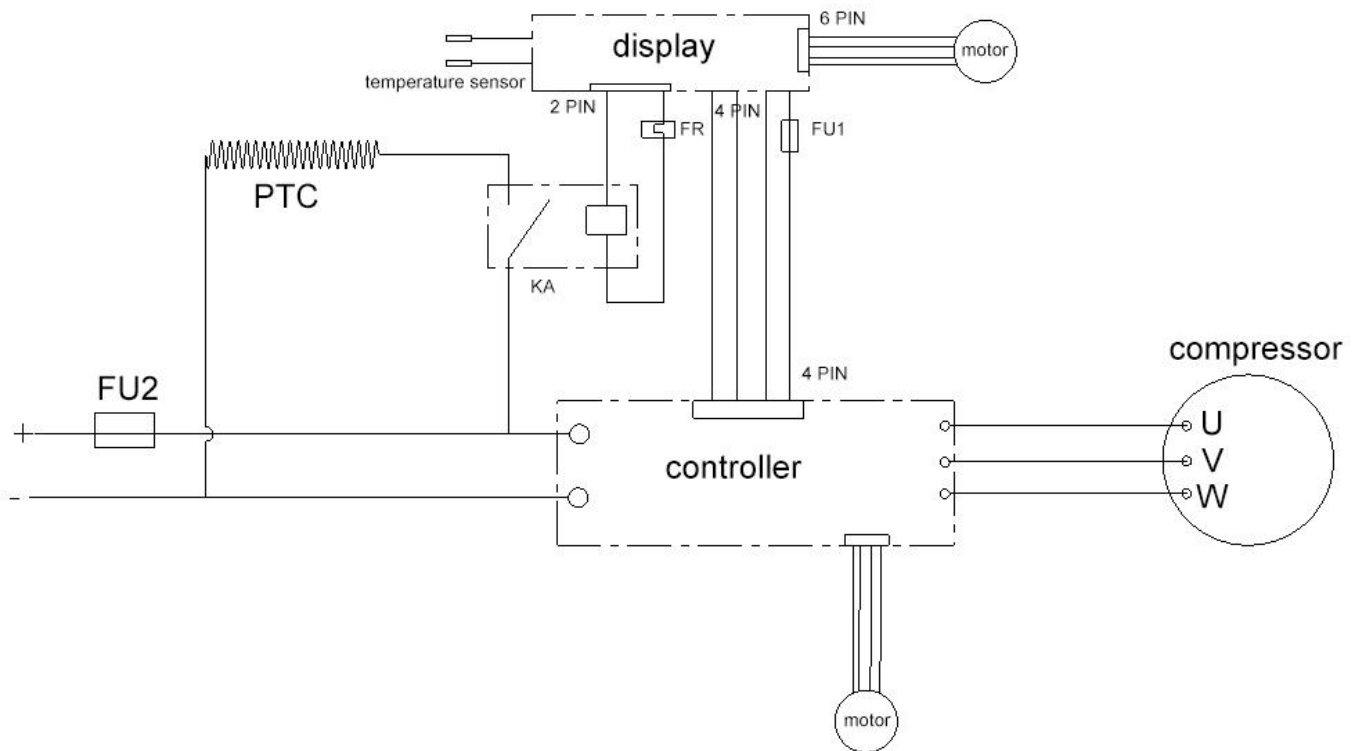 6 PIN
display
motor
temperature sensor
2 PIN
4 PIN
FR
FU1
PTC
KA
4 PIN
compressor
FU2
+
-
controller
U
V
W
motor